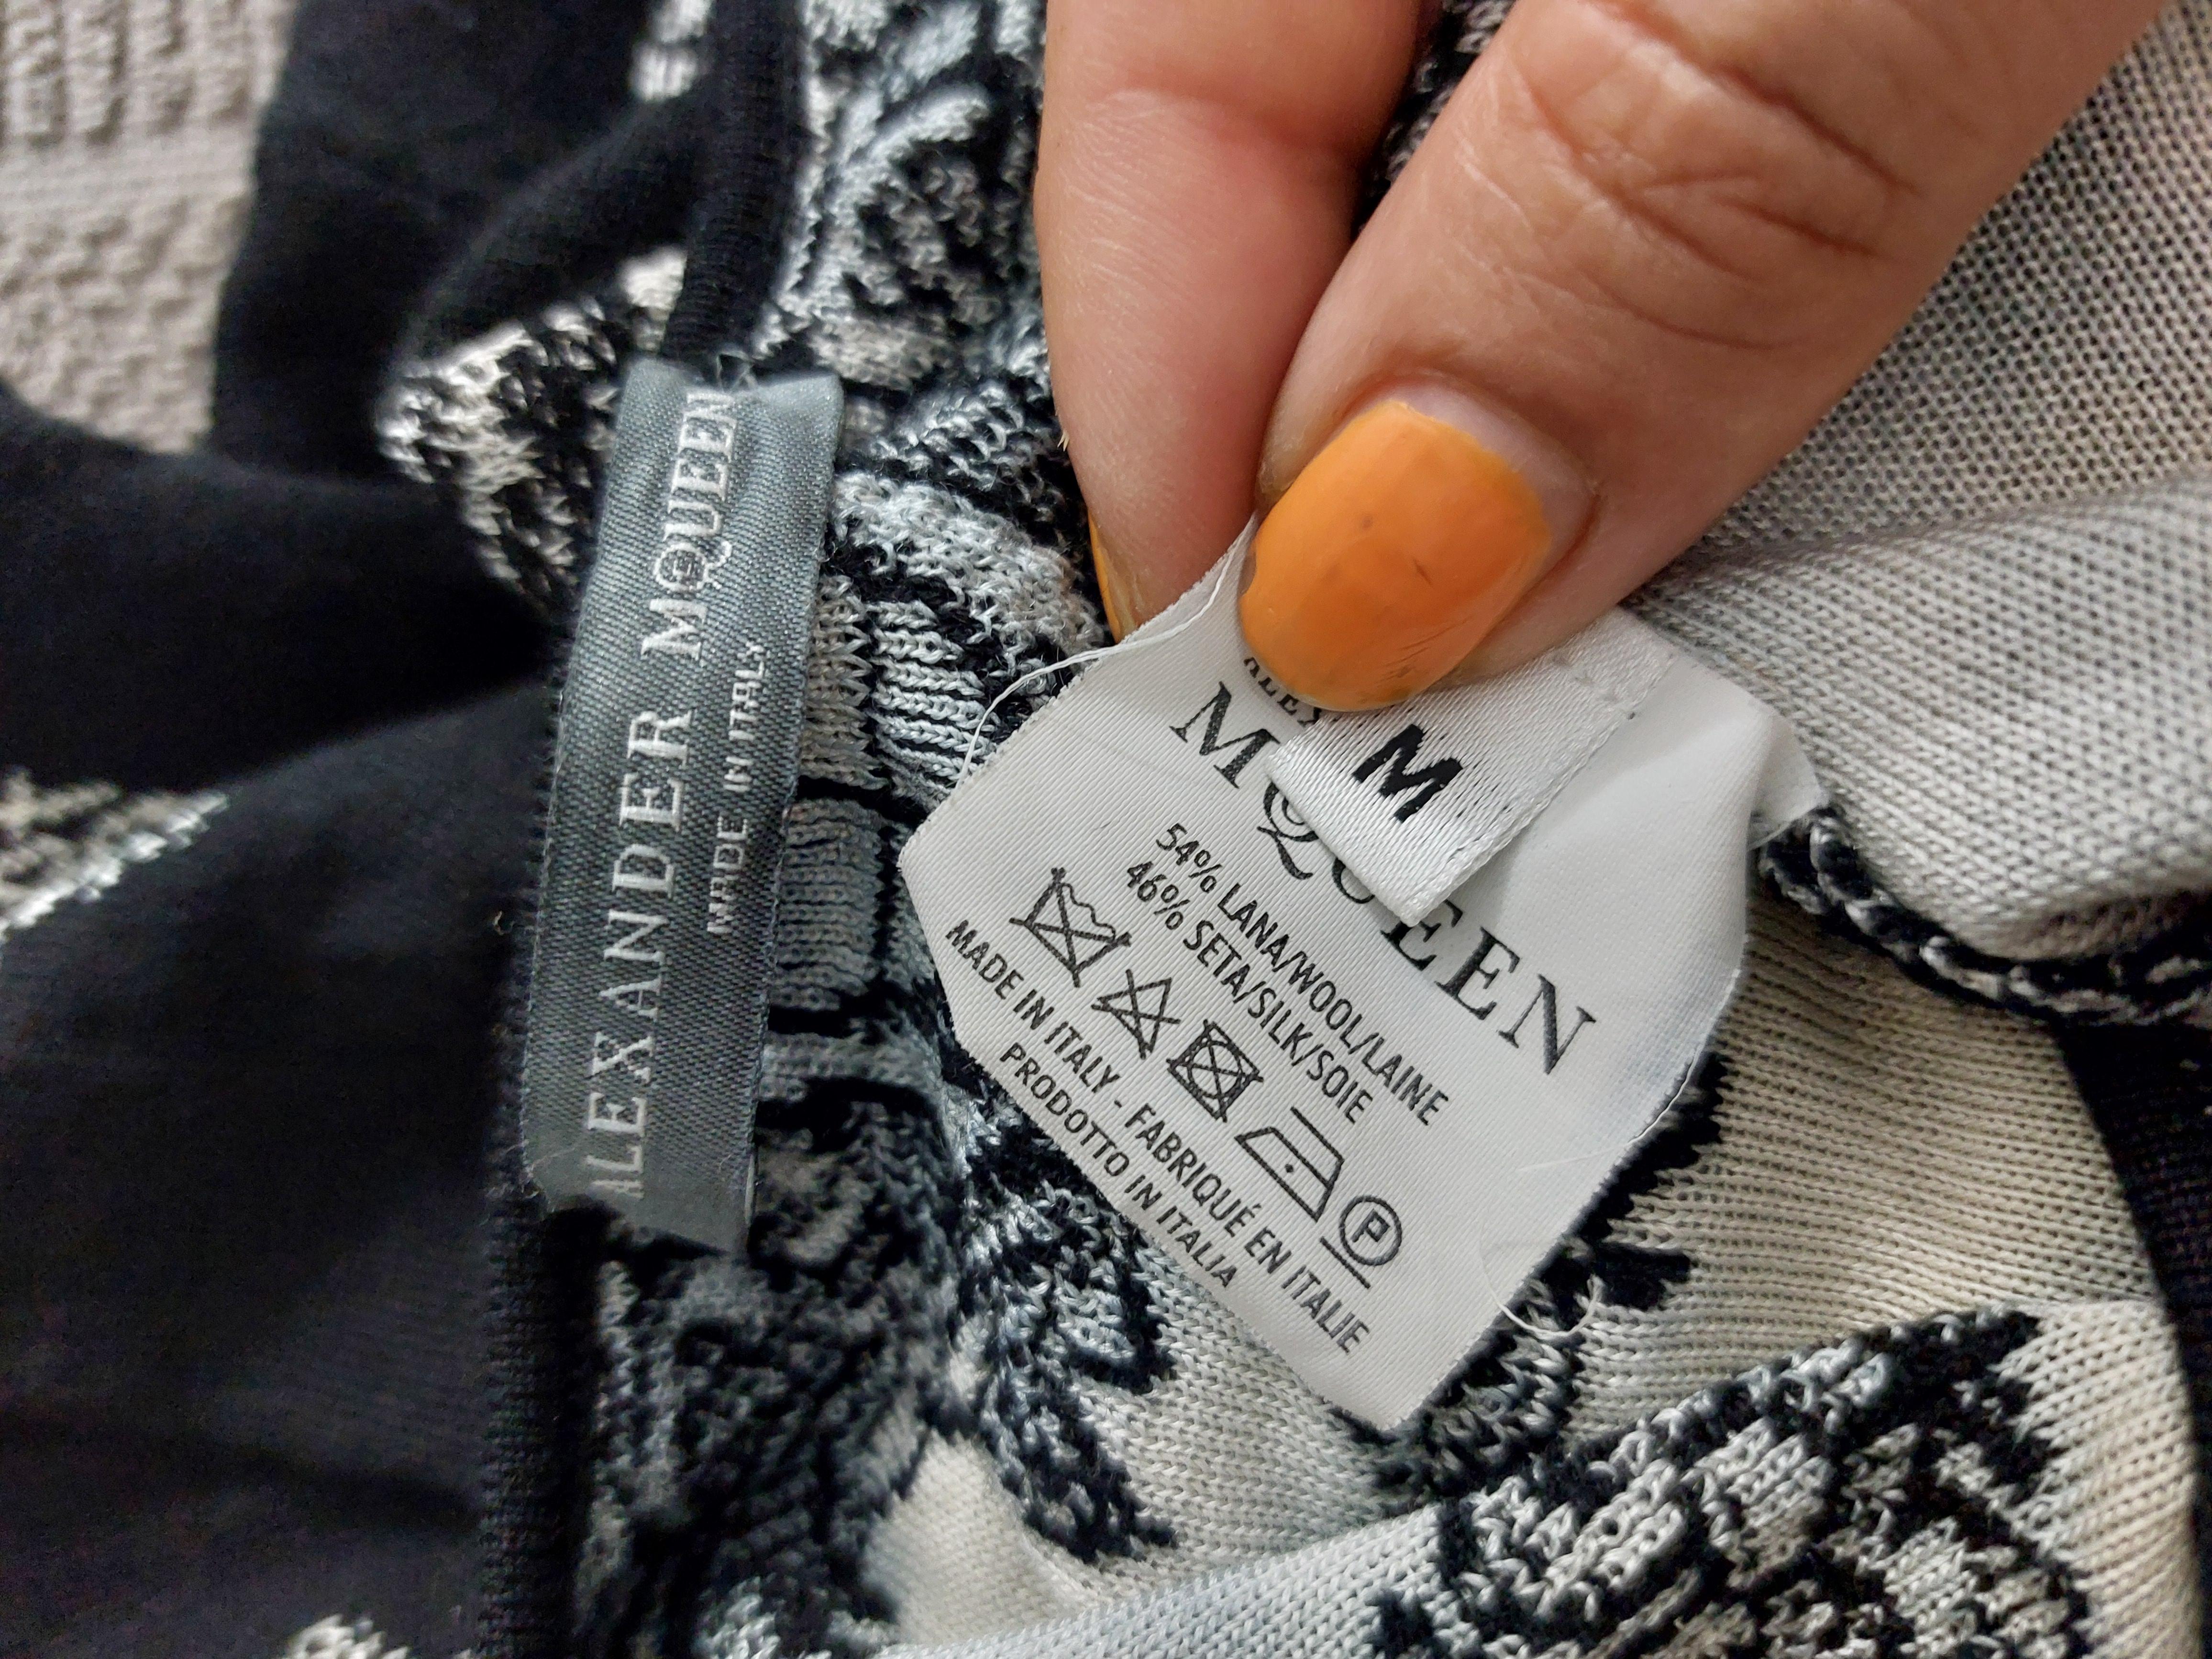 ALEXANDER MCQUEEN
MADE IN ITALY
M
54% LANA/WOOL/LAINE
46% SETA/SILK/SOIE
P
MADE IN ITALY - FABRIQUÉ EN ITALIE
PRODOTTO IN ITALIA